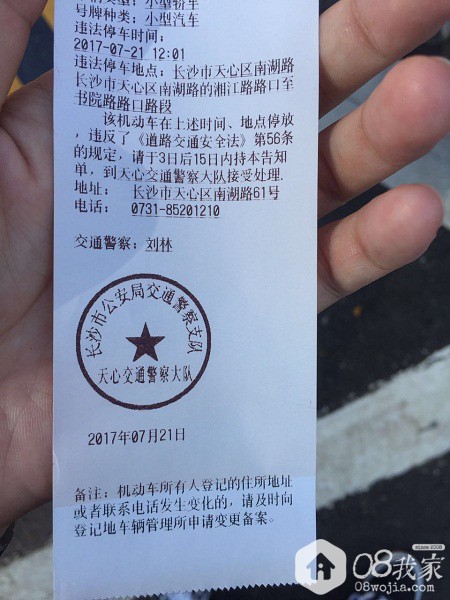 车辆类型：小型轿车
号牌种类：小型汽车
违法停车时间：
2017-07-21 12:01
违法停车地点：长沙市天心区南湖路
长沙市天心区南湖路的湘江路路口至
书院路路口路段
该机动车在上述时间、地点停放
，违反了《道路交通安全法》第56条
的规定，请于3日后15日内持本告知
单，到天心交通警察大队接受处理.
地址：长沙市天心区南湖路61号
电话：0731-85201210
交通警察：刘林
长沙市公安局交通警察支队
天心交通警察大队
2017年07月21日
备注：机动车所有人登记的住所地址
或者联系电话发生变化的，请及时向
登记地车辆管理所申请变更备案。
since 2008
08我家
08wojia.com